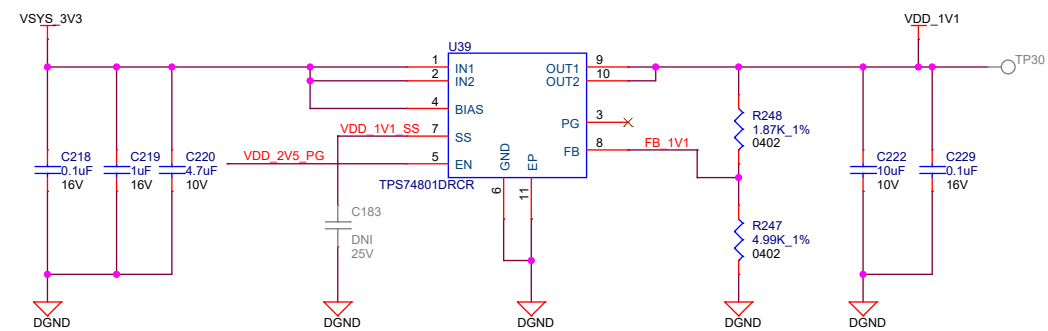 VSYS_3V3
VDD_1V1
U39
1
IN1
OUT1
9
2
IN2
OUT2
10
TP30
4
BIAS
PG
3
VDD_1V1_SS
7
SS
FB
8
FB_1V1
VDD_2V5_PG
5
EN
GND
EP
TPS74801DRCR
6
11
R248
1.87K_1%
0402
C218
0.1uF
16V
C219
1uF
16V
C220
4.7uF
10V
C222
10uF
10V
C229
0.1uF
16V
C183
DNI
25V
R247
4.99K_1%
0402
DGND
DGND
DGND
DGND
DGND